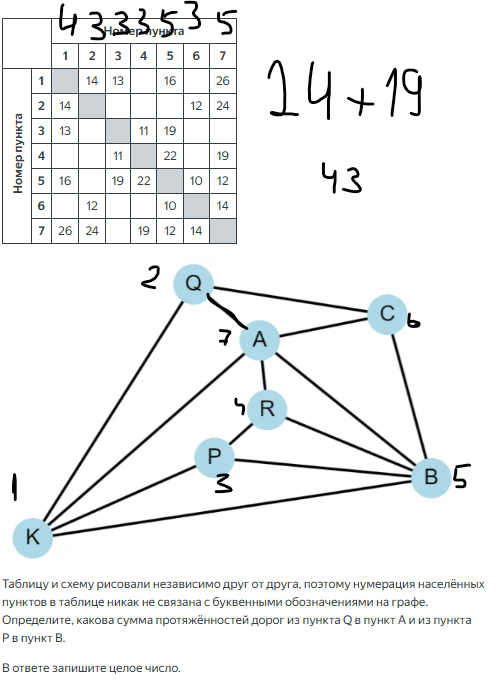 4 3 3 3 5 3 5
Номер пункта
1 2 3 4 5 6 7
Номер пункта
1 14 13 16 26
2 14 12 24
3 13 11 19
4 11 22 19
5 16 19 22 10 12
6 12 10 14
7 26 24 19 12 14
24 + 19
43
2 Q
C 6
7 A
4 R
P
3
B 5
1
K
Таблицу и схему рисовали независимо друг от друга, поэтому нумерация населённых
пунктов в таблице никак не связана с буквенными обозначениями на графе.
Определите, какова сумма протяжённостей дорог из пункта Q в пункт A и из пункта
P в пункт B.
В ответе запишите целое число.